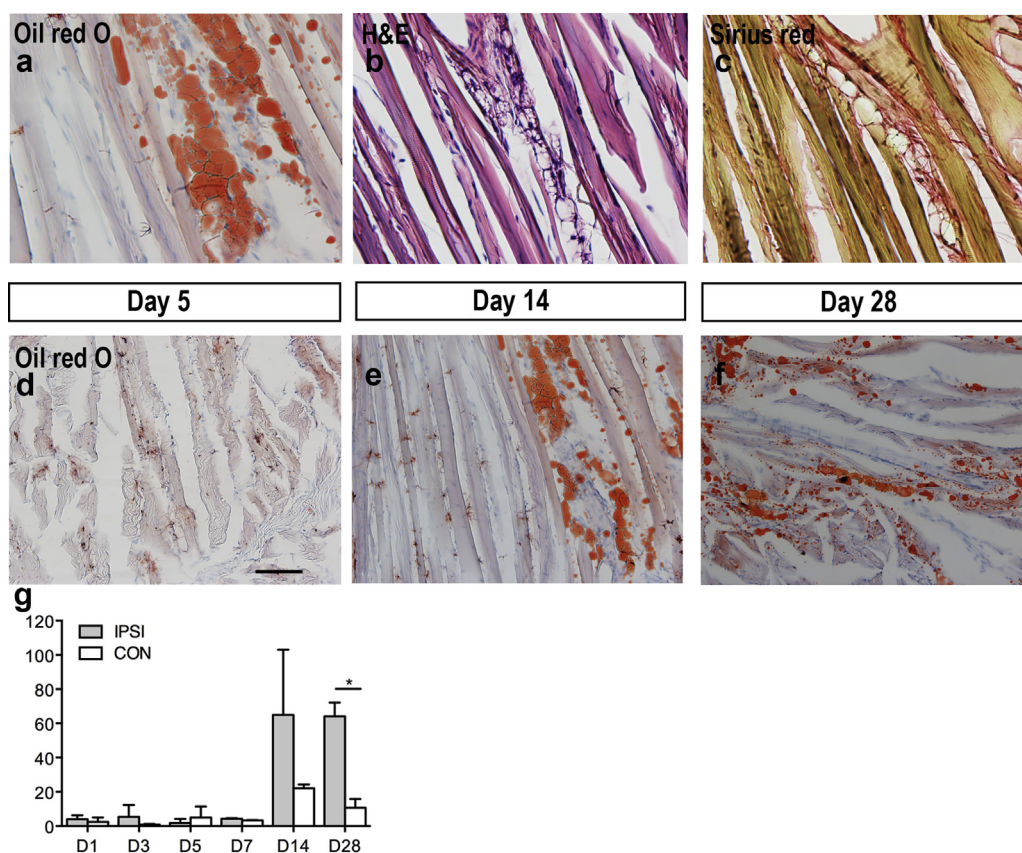 Oil red O
a
H&E
b
Sirius red
c
Day 5
Day 14
Day 28
Oil red O
d
e
f
g
120
100
80
60
40
20
0
IPSI
CON
*
D1 D3 D5 D7 D14 D28